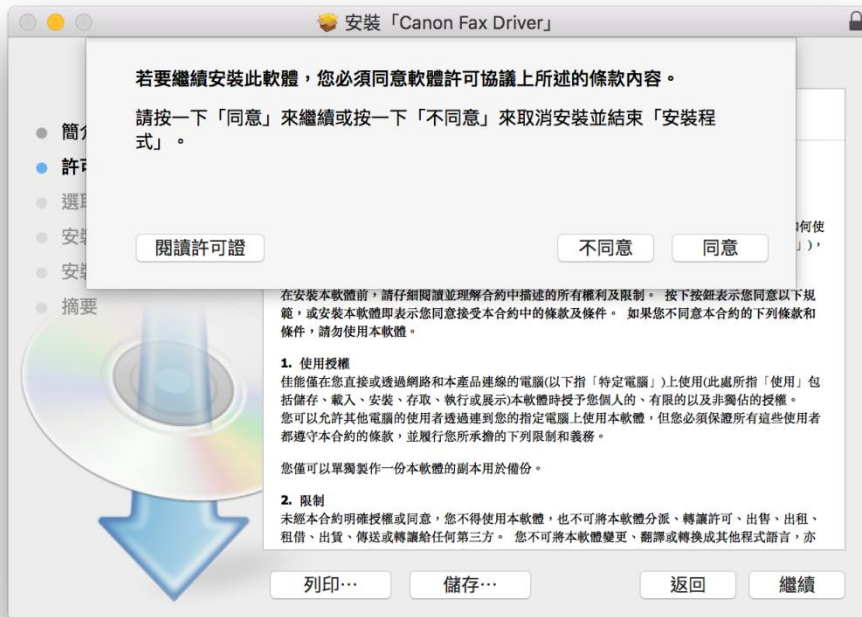 安裝「Canon Fax Driver」
若要繼續安裝此軟體,您必須同意軟體許可協議上所述的條款內容。
請按一下「同意」來繼續或按一下「不同意」來取消安裝並結束「安裝程
式」。
閱讀許可證
不同意
同意
簡
許
選
安
安
摘要
何使
」),
在安裝本軟體前,請仔細閱讀並理解合約中描述的所有權利及限制。 按下按鈕表示您同意以下規
範,或安裝本軟體即表示您同意接受本合約中的條款及條件。 如果您不同意本合約的下列條款和
條件,請勿使用本軟體。
1. 使用授權
佳能僅在您直接或透過網路和本產品連線的電腦(以下指「特定電腦」)上使用(此處所指「使用」包
括儲存、載入、安裝、存取、執行或展示)本軟體時授予您個人的、有限的以及非獨佔的授權。
您可以允許其他電腦的使用者透過連到您的指定電腦上使用本軟體,但您必須保證所有這些使用者
都遵守本合約的條款,並履行您所承擔的下列限制和義務。
您僅可以單獨製作一份本軟體的副本用於備份。
2. 限制
未經本合約明確授權或同意,您不得使用本軟體,也不可將本軟體分派、轉讓許可、出售、出租、
租借、出賃、傳送或轉讓給任何第三方。 您不可將本軟體變更、翻譯或轉換成其他程式語言,亦
列印⋯
儲存⋯
返回
繼續